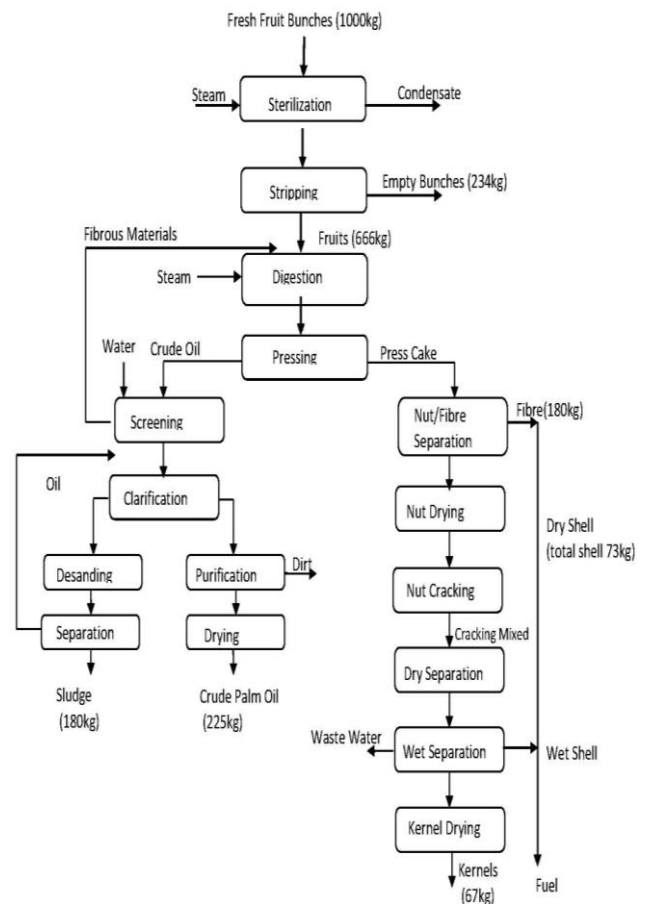 Fresh Fruit Bunches (1000kg)
Steam
Sterilization
Condensate
Stripping
Empty Bunches (234kg)
Fibrous Materials
Fruits (666kg)
Steam
Digestion
Water
Crude Oil
Pressing
Press Cake
Screening
Nut/Fibre
Separation
Fibre(180kg)
Oil
Clarification
Nut Drying
Dry Shell
(total shell 73kg)
Desanding
Purification
Dirt
Nut Cracking
Separation
Drying
Cracking Mixed
Dry Separation
Sludge
(180kg)
Crude Palm Oil
(225kg)
Waste Water
Wet Separation
Wet Shell
Kernel Drying
Kernels
(67kg)
Fuel